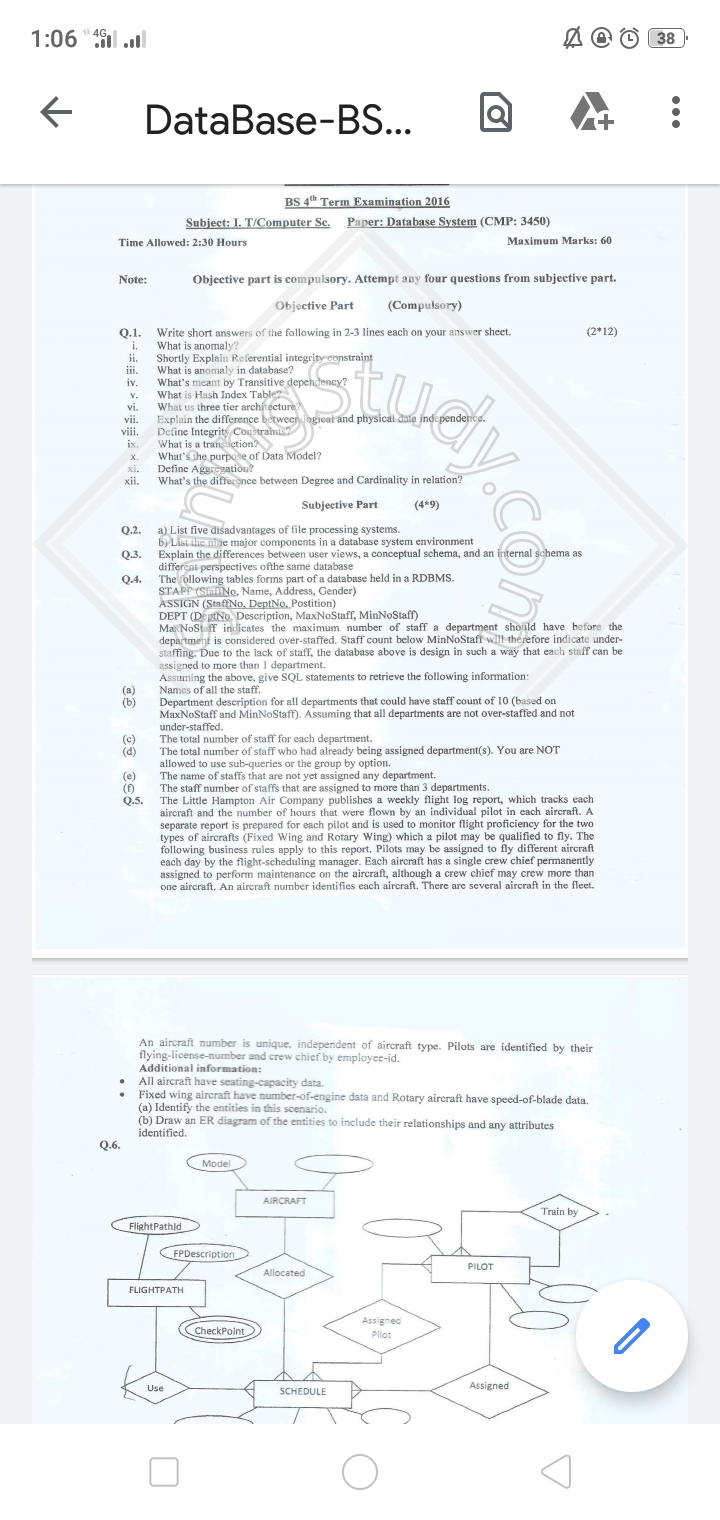 1:06 4G 38
DataBase-BS...
BS 4th Term Examination 2016
Subject: I. T/Computer Sc. Paper: Database System (CMP: 3450)
Time Allowed: 2:30 Hours Maximum Marks: 60
Note: Objective part is compulsory. Attempt any four questions from subjective part.
Objective Part (Compulsory)
Q.1. Write short answers of the following in 2-3 lines each on your answer sheet. (2*12)
i. What is anomaly?
ii. Shortly Explain Referential integrity constraint
iii. What is anomaly in database?
iv. What's meant by Transitive dependency?
v. What is Hash Index Table?
vi. What us three tier architecture?
vii. Explain the difference between logical and physical data independence.
viii. Define Integrity Constraints?
ix. What is a transaction?
x. What's the purpose of Data Model?
xi. Define Aggregation?
xii. What's the difference between Degree and Cardinality in relation?
Subjective Part (4*9)
Q.2. a) List five disadvantages of file processing systems.
b) List the nine major components in a database system environment
Q.3. Explain the differences between user views, a conceptual schema, and an internal schema as
different perspectives ofthe same database
Q.4. The following tables forms part of a database held in a RDBMS.
STAFF (StaffNo, Name, Address, Gender)
ASSIGN (StaffNo, DeptNo, Postition)
DEPT (DeptNo, Description, MaxNoStaff, MinNoStaff)
MaxNoStaff indicates the maximum number of staff a department should have before the
department is considered over-staffed. Staff count below MinNoStaff will therefore indicate under-
staffing. Due to the lack of staff, the database above is design in such a way that each staff can be
assigned to more than 1 department.
Assuming the above, give SQL statements to retrieve the following information:
(a) Names of all the staff.
(b) Department description for all departments that could have staff count of 10 (based on
MaxNoStaff and MinNoStaff). Assuming that all departments are not over-staffed and not
under-staffed.
(c) The total number of staff for each department.
(d) The total number of staff who had already being assigned department(s). You are NOT
allowed to use sub-queries or the group by option.
(e) The name of staffs that are not yet assigned any department.
(f) The staff number of staffs that are assigned to more than 3 departments.
Q.5. The Little Hampton Air Company publishes a weekly flight log report, which tracks each
aircraft and the number of hours that were flown by an individual pilot in each aircraft. A
separate report is prepared for each pilot and is used to monitor flight proficiency for the two
types of aircrafts (Fixed Wing and Rotary Wing) which a pilot may be qualified to fly. The
following business rules apply to this report. Pilots may be assigned to fly different aircraft
each day by the flight-scheduling manager. Each aircraft has a single crew chief permanently
assigned to perform maintenance on the aircraft, although a crew chief may crew more than
one aircraft. An aircraft number identifies each aircraft. There are several aircraft in the fleet.
An aircraft number is unique, independent of aircraft type. Pilots are identified by their
flying-license-number and crew chief by employee-id.
Additional information:
• All aircraft have seating-capacity data.
• Fixed wing aircraft have number-of-engine data and Rotary aircraft have speed-of-blade data.
(a) Identify the entities in this scenario.
(b) Draw an ER diagram of the entities to include their relationships and any attributes
identified.
Q.6.
Model
AIRCRAFT
Train by
FlightPathId
FPDescription
Allocated
PILOT
FLIGHTPATH
CheckPoint
Assigned
Pilot
Use
SCHEDULE
Assigned
ShiningStudy.com